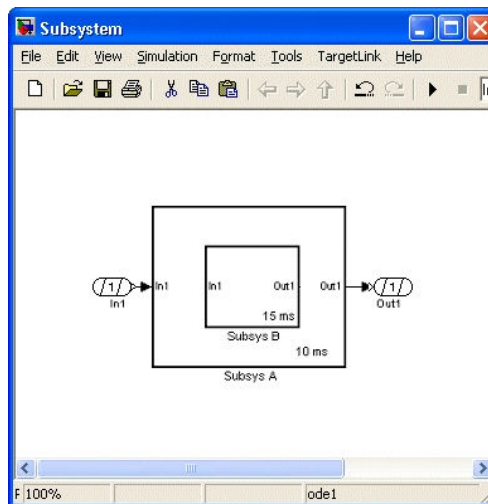 Subsystem
File Edit View Simulation Format Tools TargetLink Help
/1/ In1 In1 Out1 Out1 /1/
In1 Out1
15 ms
Subsys B
10 ms
Subsys A
100% ode1